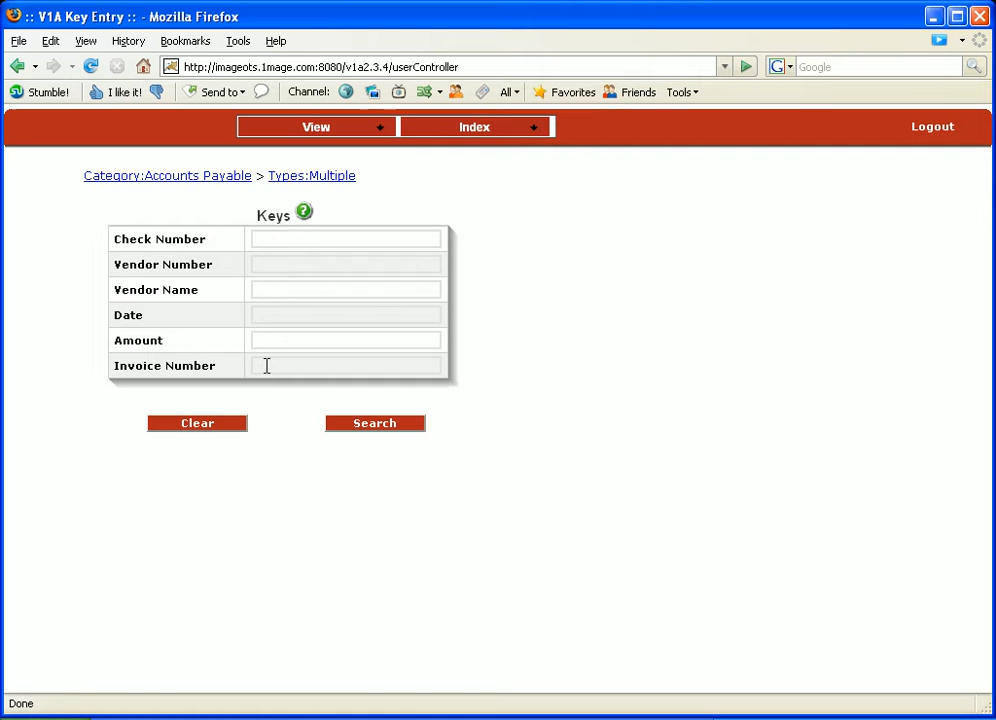 :: V1A Key Entry :: - Mozilla Firefox
File Edit View History Bookmarks Tools Help
http://imageots.1mage.com:8080/v1a2.3.4/userController
G Google
Stumble! I like it! Send to Channel: All Favorites Friends Tools
View Index Logout
Category:Accounts Payable > Types:Multiple
Keys ?
Check Number
Vendor Number
Vendor Name
Date
Amount
Invoice Number
Clear Search
Done